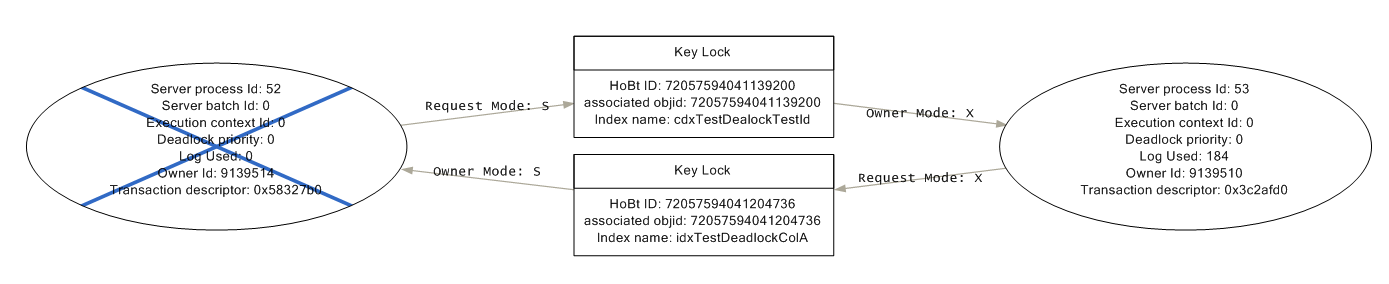 Server process Id: 52
Server batch Id: 0
Execution context Id: 0
Deadlock priority: 0
Log Used: 0
Owner Id: 9139514
Transaction descriptor: 0x58327b0
Request Mode: S
Owner Mode: S
Key Lock
HoBt ID: 72057594041139200
associated objid: 72057594041139200
Index name: cdxTestDealockTestId
Key Lock
HoBt ID: 72057594041204736
associated objid: 72057594041204736
Index name: idxTestDeadlockColA
Owner Mode: X
Request Mode: X
Server process Id: 53
Server batch Id: 0
Execution context Id: 0
Deadlock priority: 0
Log Used: 184
Owner Id: 9139510
Transaction descriptor: 0x3c2afd0